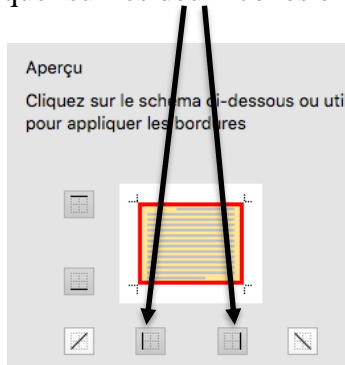 Aperçu
Cliquez sur le schéma ci-dessous ou uti
pour appliquer les bordures